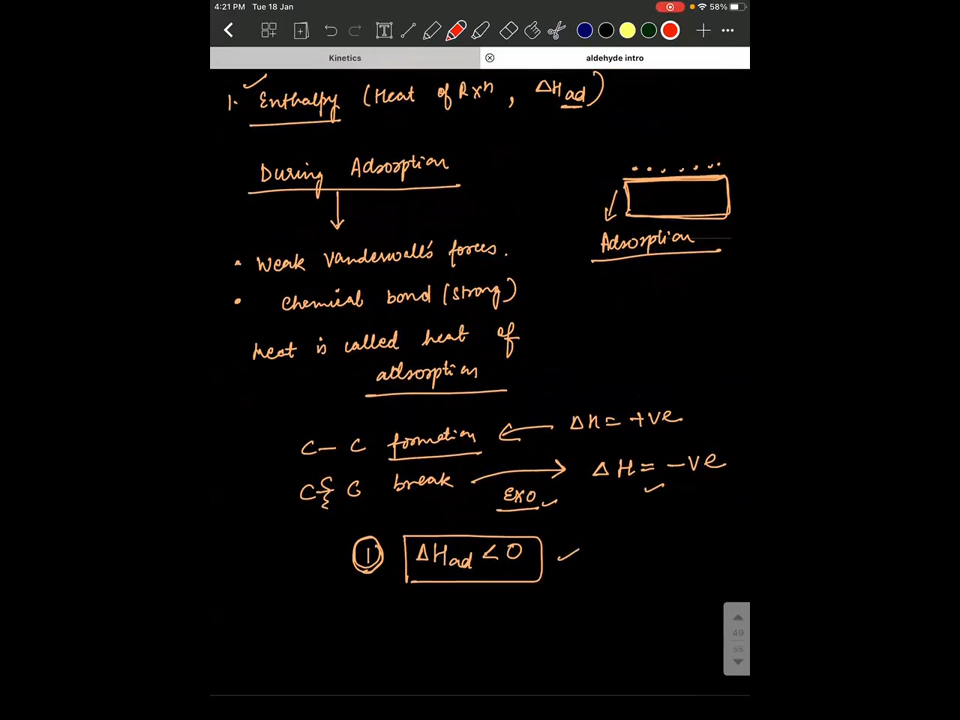 4:21 PM Tue 18 Jan
58%
Kinetics
aldehyde intro
1. Enthalpy (Heat of Rxn, ΔHad)
During Adsorption
Adsorption
• Weak Vanderwall's forces.
• Chemical bond (strong)
Heat is called heat of
adsorption
C - C formation ← ΔH = +ve
C C break → ΔH = -ve
Exo
1 ΔHad < 0
49
55